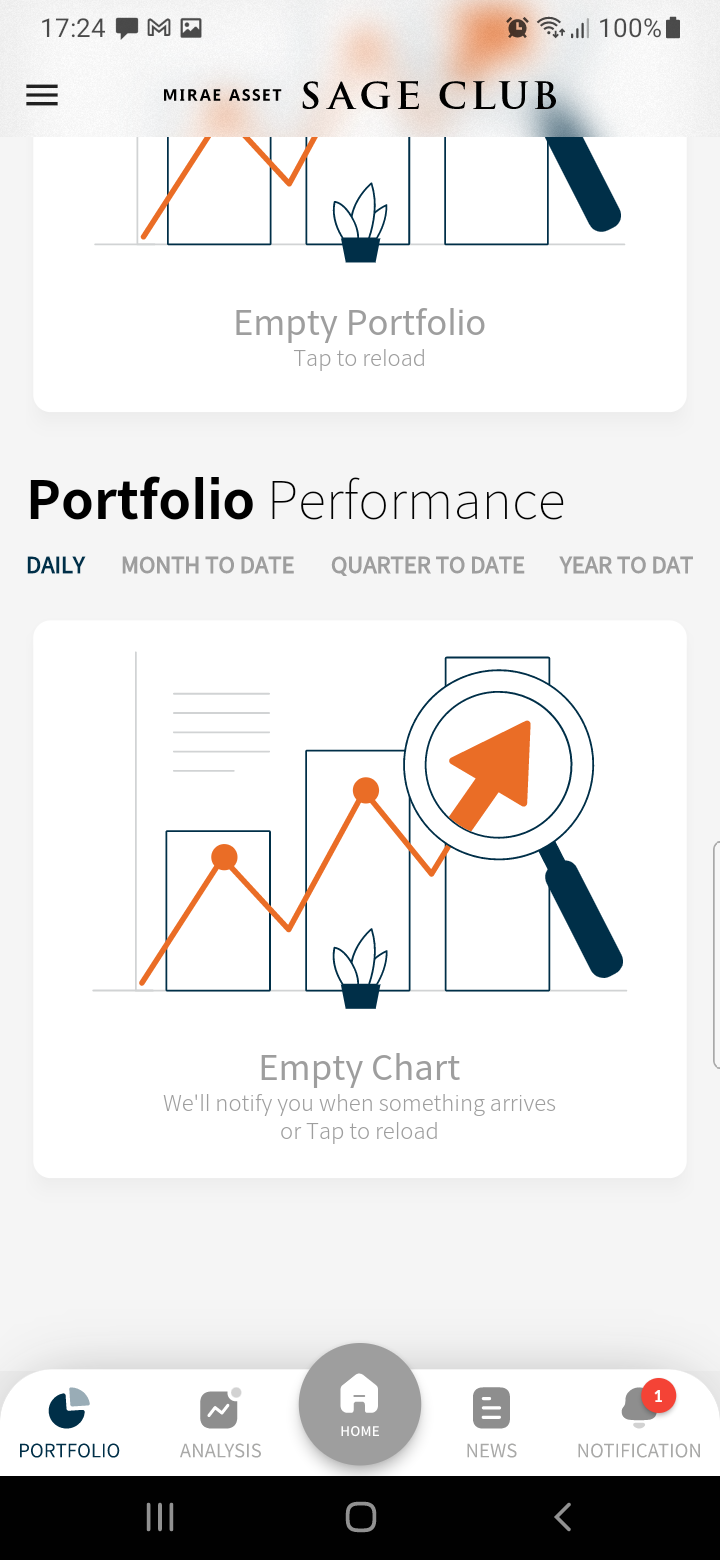 17:24 100%
MIRAE ASSET SAGE CLUB
Empty Portfolio
Tap to reload
Portfolio Performance
DAILY MONTH TO DATE QUARTER TO DATE YEAR TO DAT
Empty Chart
We'll notify you when something arrives
or Tap to reload
1
PORTFOLIO ANALYSIS HOME NEWS NOTIFICATION